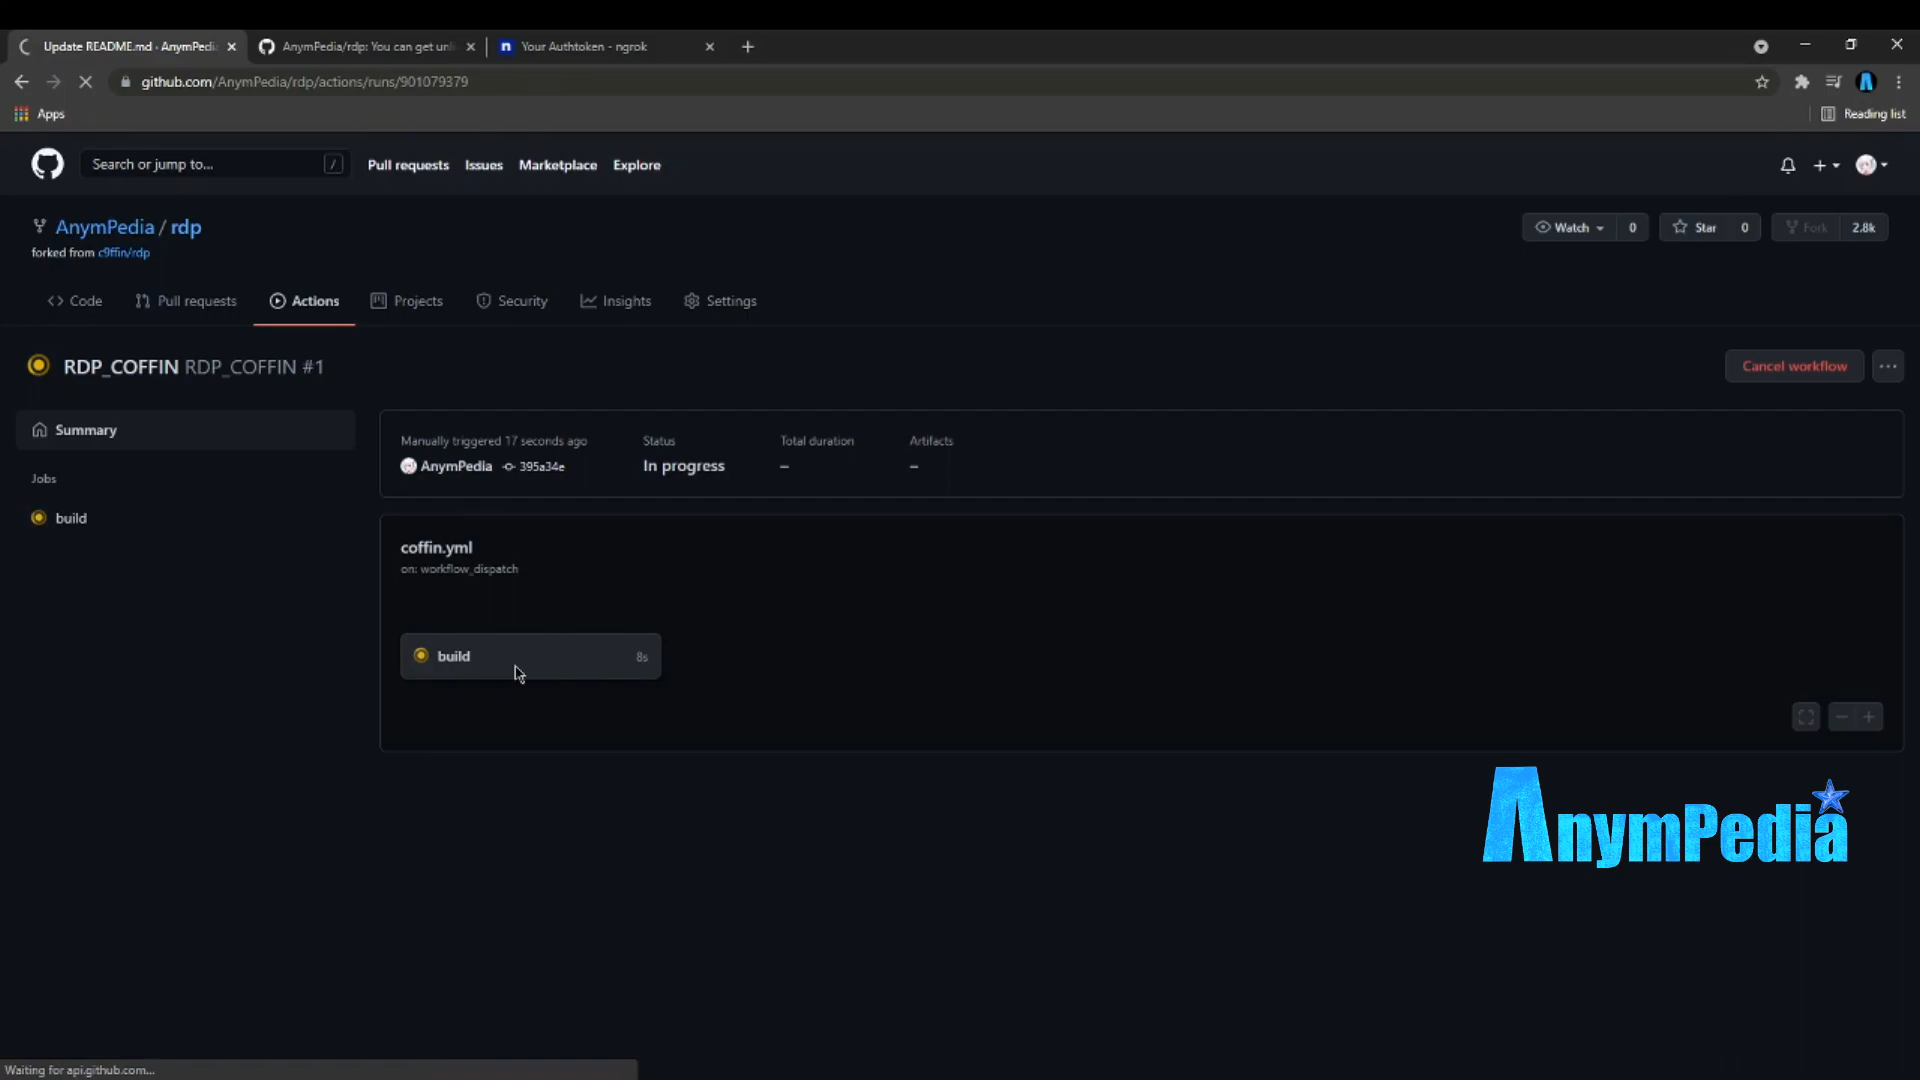 Update README.md · AnymPedi
AnymPedia/rdp: You can get unl
Your Authtoken - ngrok
github.com/AnymPedia/rdp/actions/runs/901079379
Apps
Reading list
Search or jump to...
/
Pull requests
Issues
Marketplace
Explore
AnymPedia / rdp
forked from c9ffin/rdp
Watch 0
Star 0
Fork 2.8k
Code
Pull requests
Actions
Projects
Security
Insights
Settings
RDP_COFFIN RDP_COFFIN #1
Cancel workflow
Summary
Jobs
build
Manually triggered 17 seconds ago
AnymPedia 395a34e
Status
In progress
Total duration
–
Artifacts
–
coffin.yml
on: workflow_dispatch
build 8s
AnymPedia
Waiting for api.github.com...